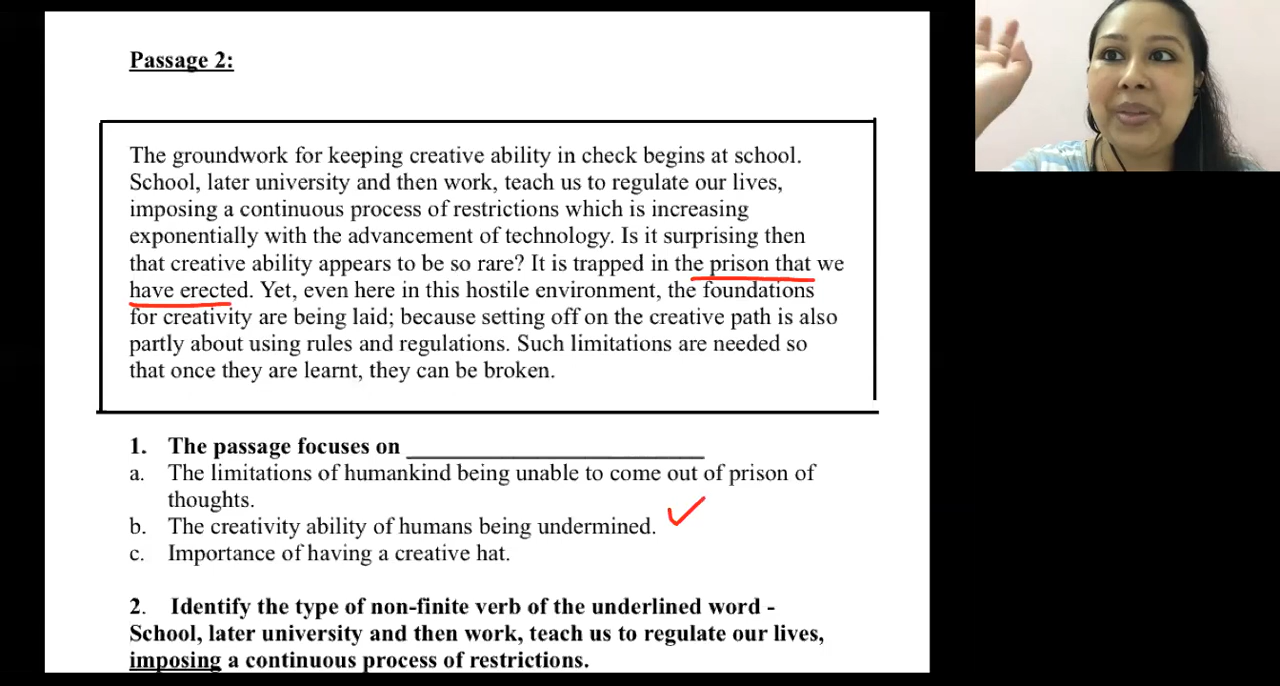 Passage 2:
The groundwork for keeping creative ability in check begins at school.
School, later university and then work, teach us to regulate our lives,
imposing a continuous process of restrictions which is increasing
exponentially with the advancement of technology. Is it surprising then
that creative ability appears to be so rare? It is trapped in the prison that we
have erected. Yet, even here in this hostile environment, the foundations
for creativity are being laid; because setting off on the creative path is also
partly about using rules and regulations. Such limitations are needed so
that once they are learnt, they can be broken.
1. The passage focuses on ____________________
a. The limitations of humankind being unable to come out of prison of
thoughts.
b. The creativity ability of humans being undermined.
c. Importance of having a creative hat.
2. Identify the type of non-finite verb of the underlined word -
School, later university and then work, teach us to regulate our lives,
imposing a continuous process of restrictions.